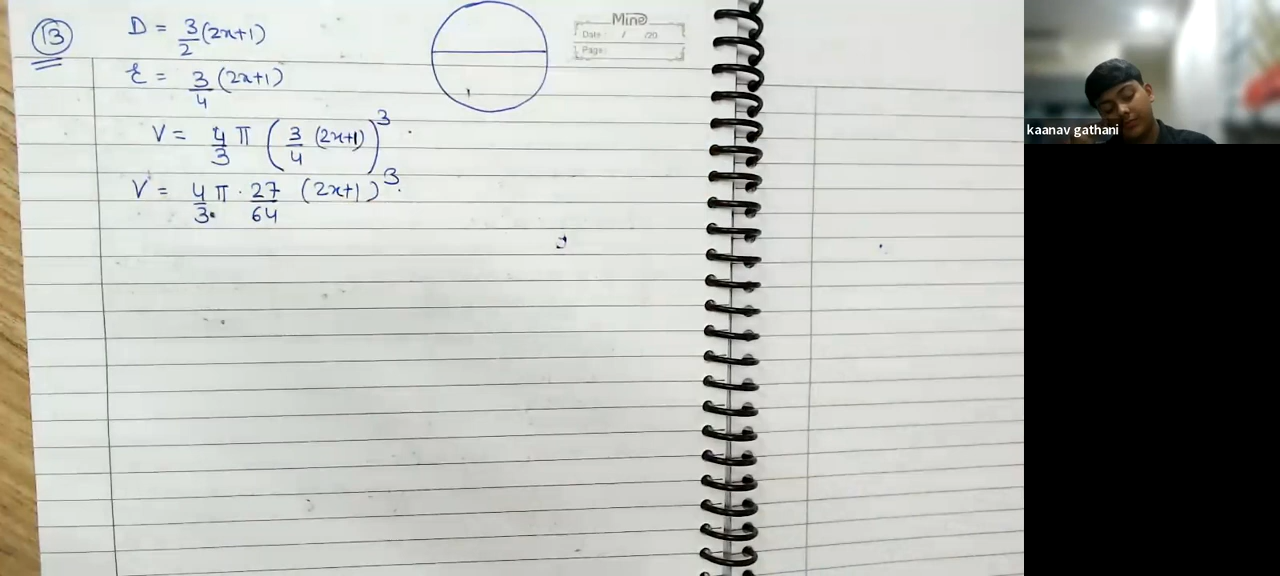 13
D = 3/2 (2x+1)
r = 3/4 (2x+1)
V = 4/3 π (3/4 (2x+1))^3
V = 4/3 π · 27/64 (2x+1)^3
Mine
Date : / /20
Page:
kaanav gathani